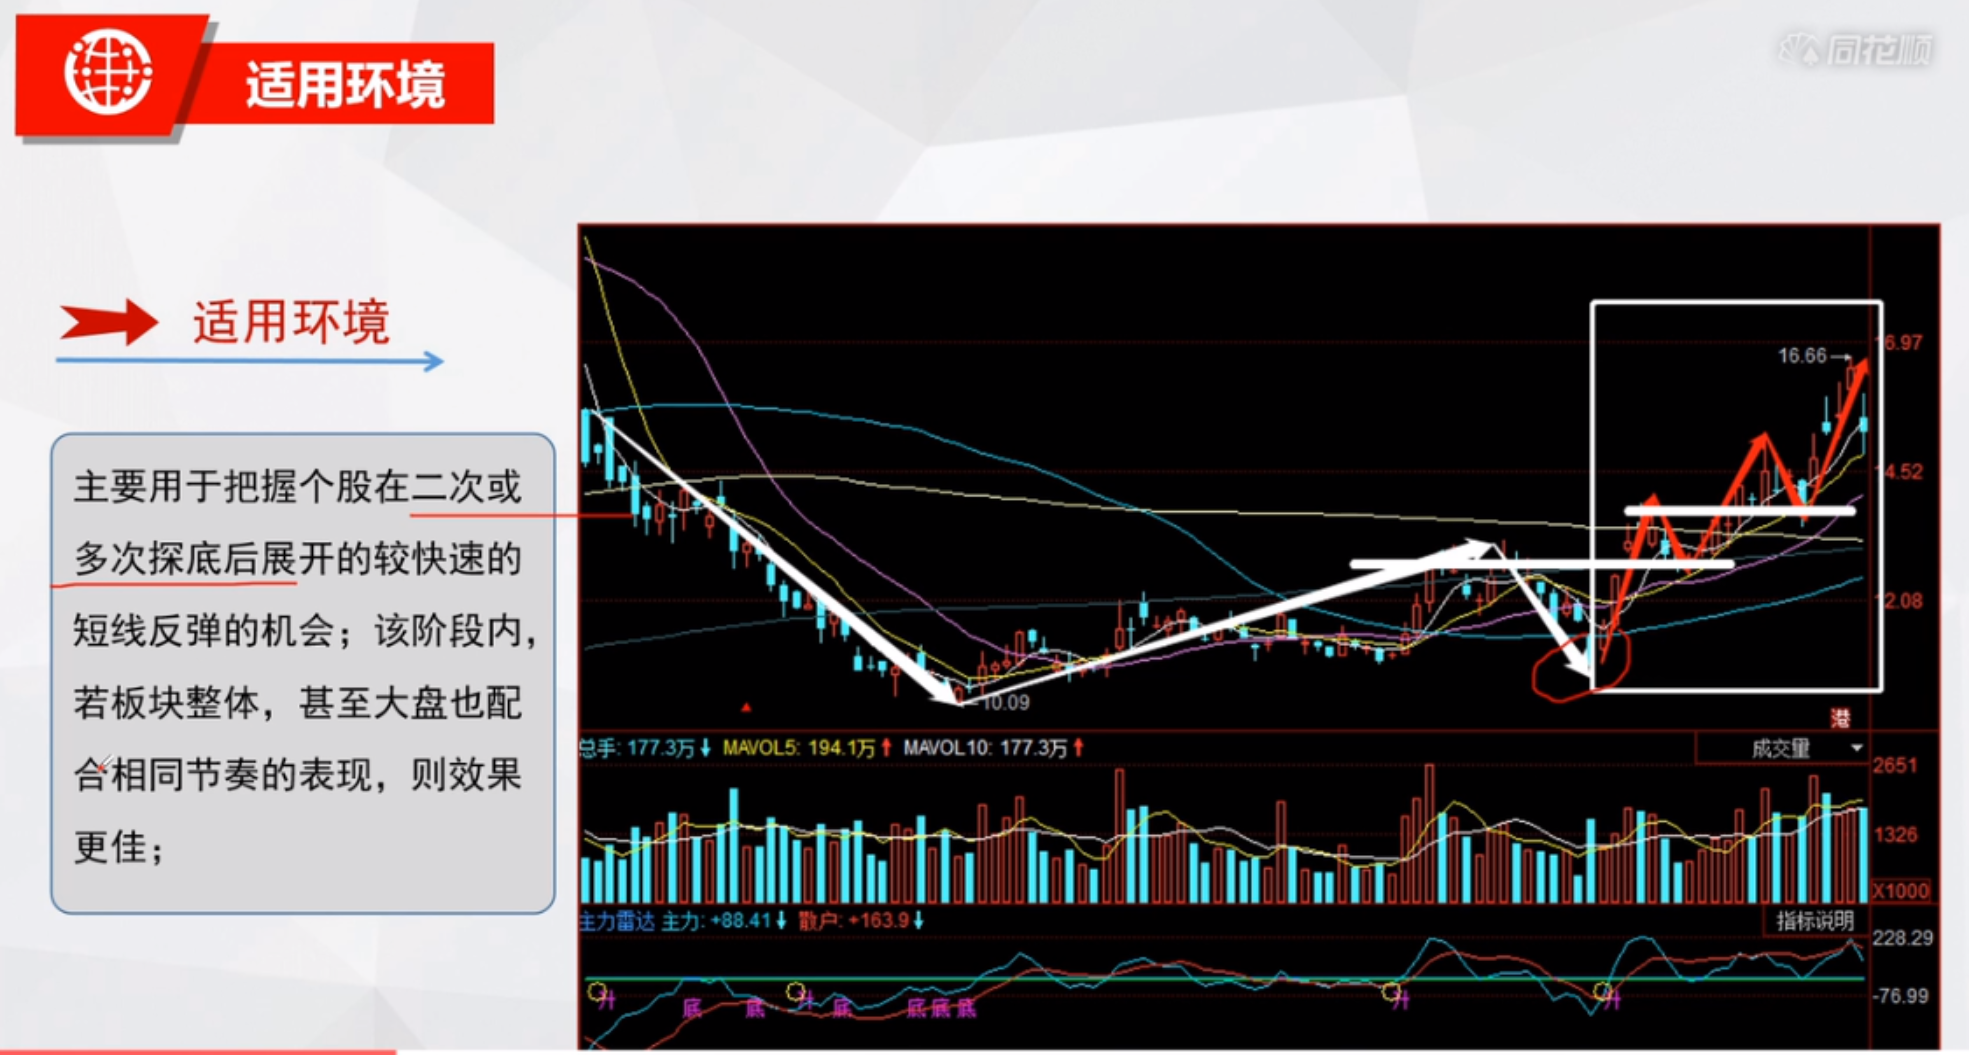 适用环境
同花顺
适用环境
主要用于把握个股在二次或
多次探底后展开的较快速的
短线反弹的机会；该阶段内，
若板块整体，甚至大盘也配
合相同节奏的表现，则效果
更佳；
16.66
6.97
4.52
2.08
10.09
港
总手: 177.3万↓ MAVOL5: 194.1万↑ MAVOL10: 177.3万↑
成交量
2651
1326
X1000
主力雷达 主力: +88.41↓ 散户: +163.9↓
指标说明
228.29
-76.99
升 底 底 升 底 底 底 底 升 升